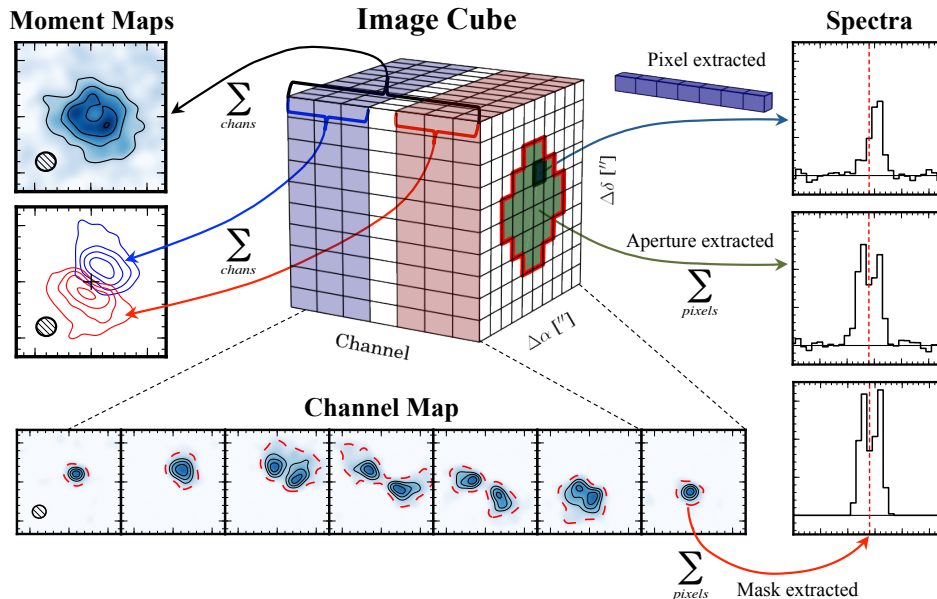 Moment Maps
Image Cube
Spectra
Pixel extracted
∑
chans
Δδ ["]
Aperture extracted
∑
chans
∑
pixels
Δα ["]
Channel
Channel Map
∑
pixels
Mask extracted